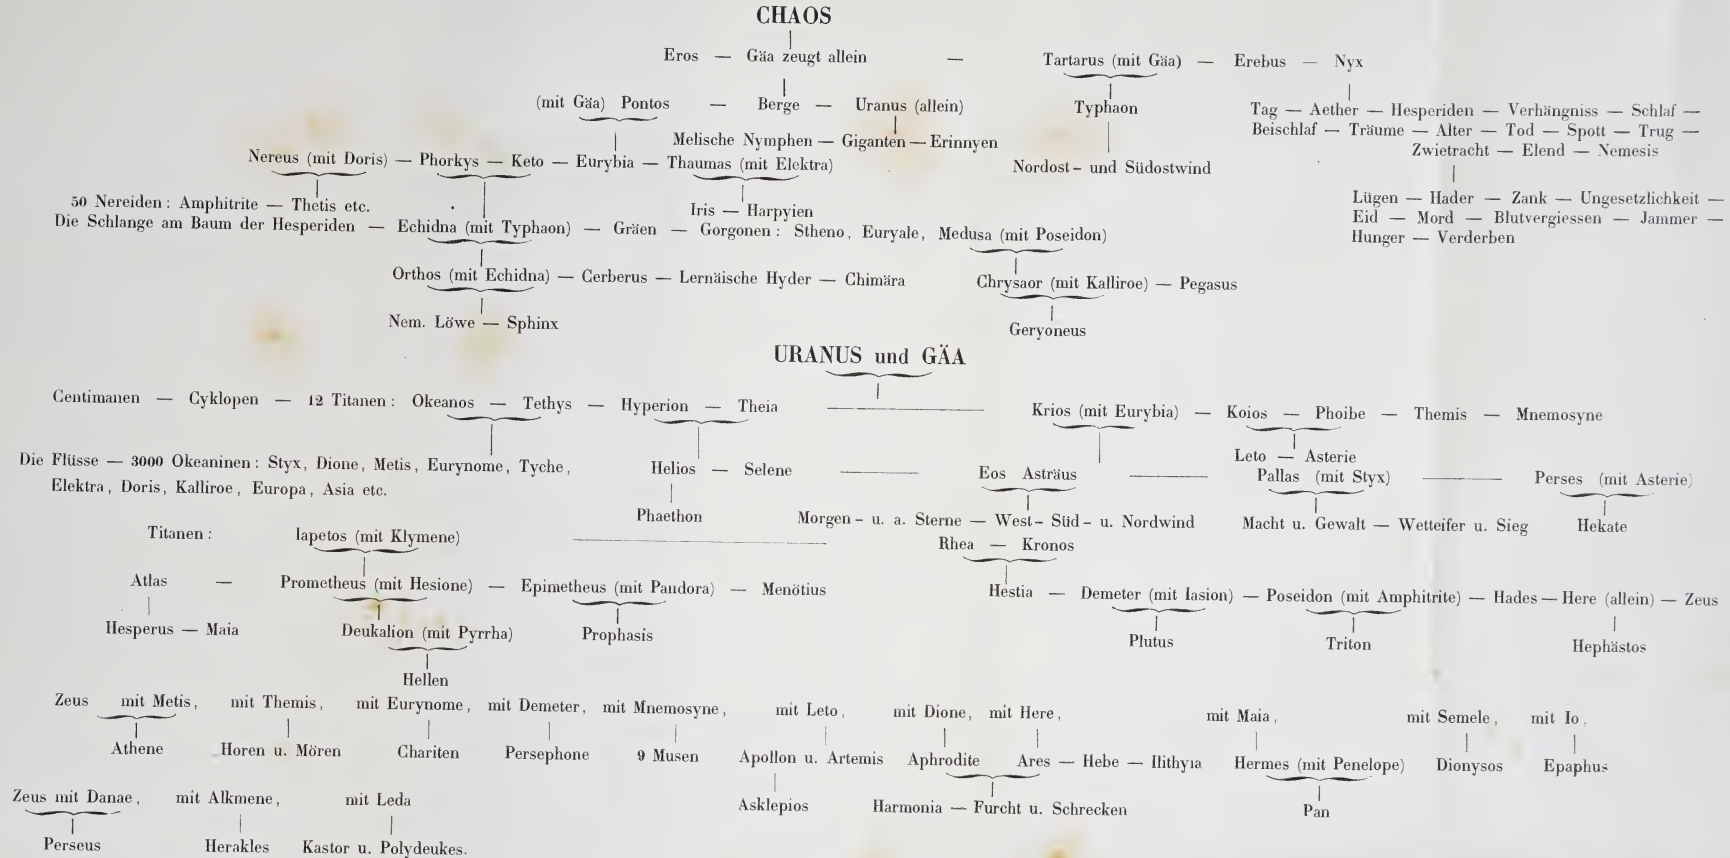 CHAOS
Eros — Gäa zeugt allein — Tartarus (mit Gäa) — Erebus — Nyx
(mit Gäa) Pontos — Berge — Uranus (allein)
Typhaon
Tag — Aether — Hesperiden — Verhängniss — Schlaf —
Beischlaf — Träume — Alter — Tod — Spott — Trug —
Zwietracht — Elend — Nemesis
Melische Nymphen — Giganten — Erinnyen
Nereus (mit Doris) — Phorkys — Keto — Eurybia — Thaumas (mit Elektra)
Nordost- und Südostwind
Lügen — Hader — Zank — Ungesetzlichkeit —
Eid — Mord — Blutvergiessen — Jammer —
Hunger — Verderben
50 Nereiden: Amphitrite — Thetis etc.
Iris — Harpyien
Die Schlange am Baum der Hesperiden — Echidna (mit Typhaon) — Gräen — Gorgonen: Stheno, Euryale, Medusa (mit Poseidon)
Orthos (mit Echidna) — Cerberus — Lernäische Hyder — Chimära
Chrysaor (mit Kalliroe) — Pegasus
Nem. Löwe — Sphinx
Geryoneus
URANUS und GÄA
Centimanen — Cyklopen — 12 Titanen: Okeanos — Tethys — Hyperion — Theia — Krios (mit Eurybia) — Koios — Phoibe — Themis — Mnemosyne
Leto — Asterie
Die Flüsse — 3000 Okeaninen: Styx, Dione, Metis, Eurynome, Tyche,
Elektra, Doris, Kalliroe, Europa, Asia etc.
Helios — Selene — Eos Asträus — Pallas (mit Styx) — Perses (mit Asterie)
Phaethon
Morgen- u. a. Sterne — West- Süd- u. Nordwind
Macht u. Gewalt — Wetteifer u. Sieg
Hekate
Titanen: Iapetos (mit Klymene) — Rhea — Kronos
Atlas — Prometheus (mit Hesione) — Epimetheus (mit Pandora) — Menötius
Hestia — Demeter (mit Iasion) — Poseidon (mit Amphitrite) — Hades — Here (allein) — Zeus
Hesperus — Maia
Deukalion (mit Pyrrha)
Prophasis
Plutus
Triton
Hephästos
Hellen
Zeus mit Metis, mit Themis, mit Eurynome, mit Demeter, mit Mnemosyne, mit Leto, mit Dione, mit Here, mit Maia, mit Semele, mit Io,
Athene
Horen u. Mören
Chariten
Persephone
9 Musen
Apollon u. Artemis
Aphrodite
Ares — Hebe — Ilithyia
Hermes (mit Penelope)
Dionysos
Epaphus
Asklepios
Harmonia — Furcht u. Schrecken
Pan
Zeus mit Danae, mit Alkmene, mit Leda
Perseus
Herakles
Kastor u. Polydeukes.